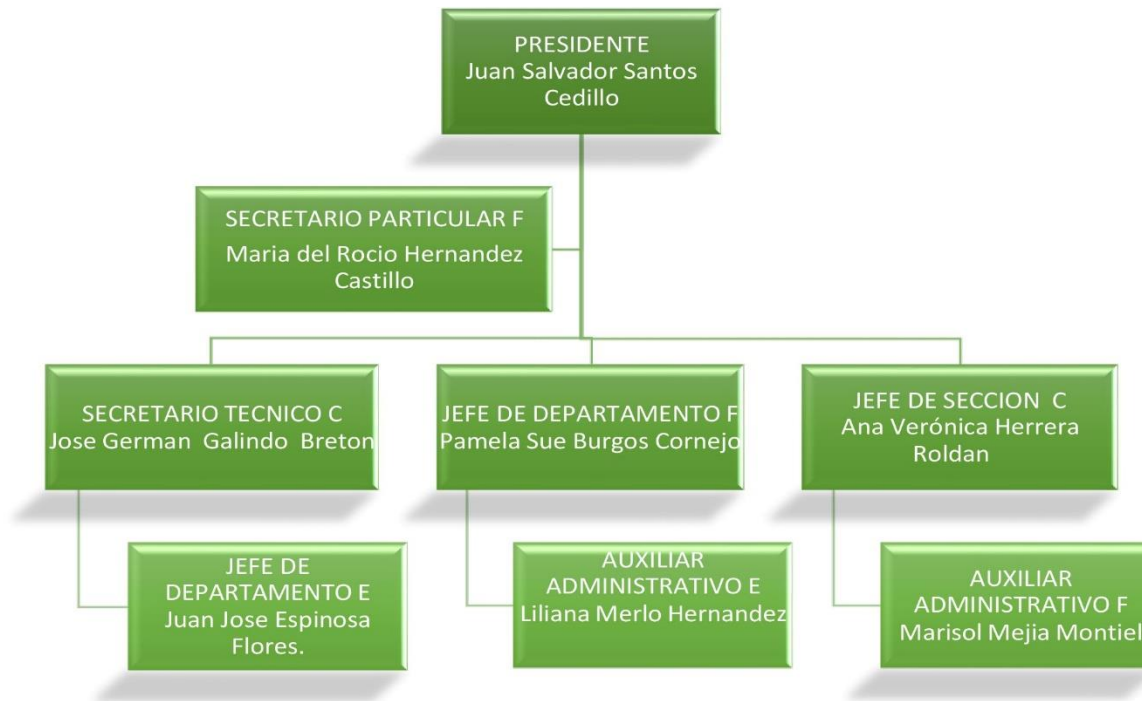 PRESIDENTE
Juan Salvador Santos
Cedillo
SECRETARIO PARTICULAR F
Maria del Rocio Hernandez
Castillo
SECRETARIO TECNICO C
Jose German Galindo Breton
JEFE DE DEPARTAMENTO F
Pamela Sue Burgos Cornejo
JEFE DE SECCION C
Ana Verónica Herrera
Roldan
JEFE DE
DEPARTAMENTO E
Juan Jose Espinosa
Flores.
AUXILIAR
ADMINISTRATIVO E
Liliana Merlo Hernandez
AUXILIAR
ADMINISTRATIVO F
Marisol Mejia Montiel